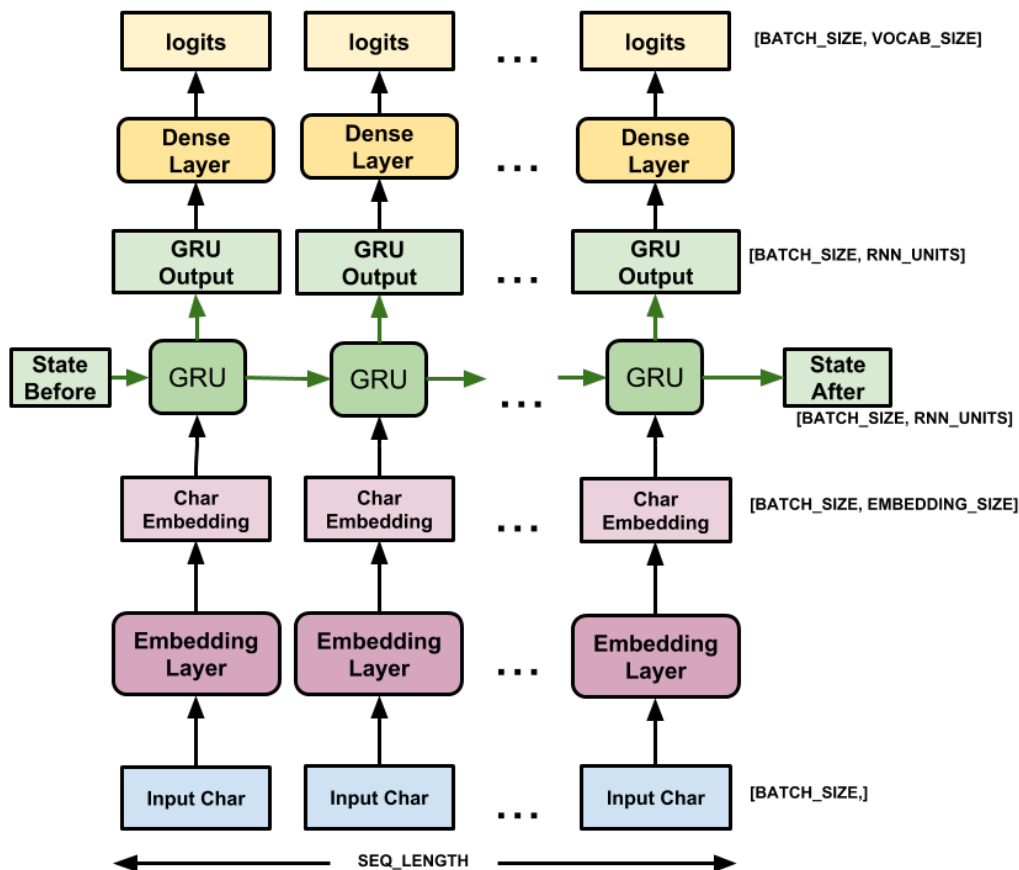 logits
logits
logits
[BATCH_SIZE, VOCAB_SIZE]
...
Dense
Layer
Dense
Layer
Dense
Layer
...
GRU
Output
GRU
Output
GRU
Output
[BATCH_SIZE, RNN_UNITS]
...
State
Before
GRU
GRU
...
GRU
State
After
[BATCH_SIZE, RNN_UNITS]
Char
Embedding
Char
Embedding
Char
Embedding
[BATCH_SIZE, EMBEDDING_SIZE]
...
Embedding
Layer
Embedding
Layer
Embedding
Layer
...
Input Char
Input Char
...
Input Char
[BATCH_SIZE,]
SEQ_LENGTH